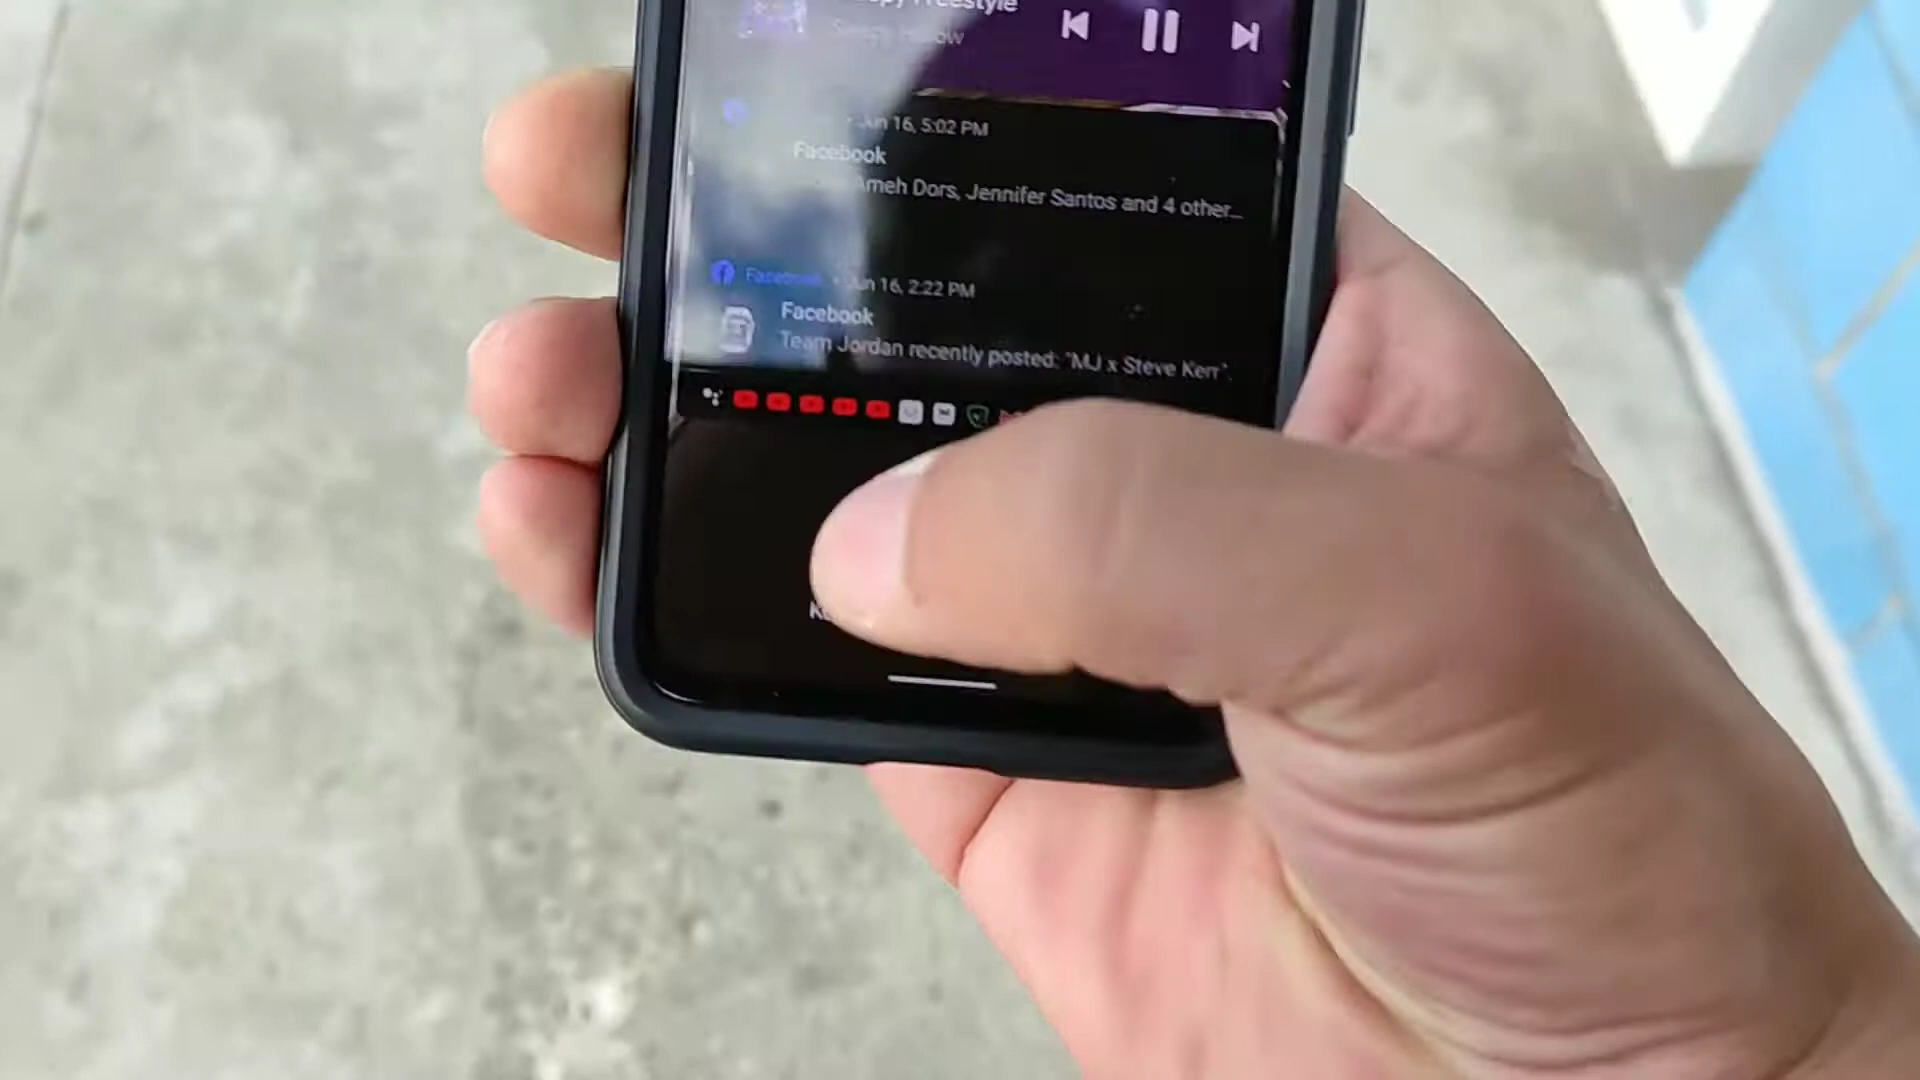 Freestyle
Jun 16, 5:02 PM
Facebook
Ameh Dors, Jennifer Santos and 4 other...
Facebook • Jun 16, 2:22 PM
Facebook
Team Jordan recently posted: "MJ x Steve Kerr".